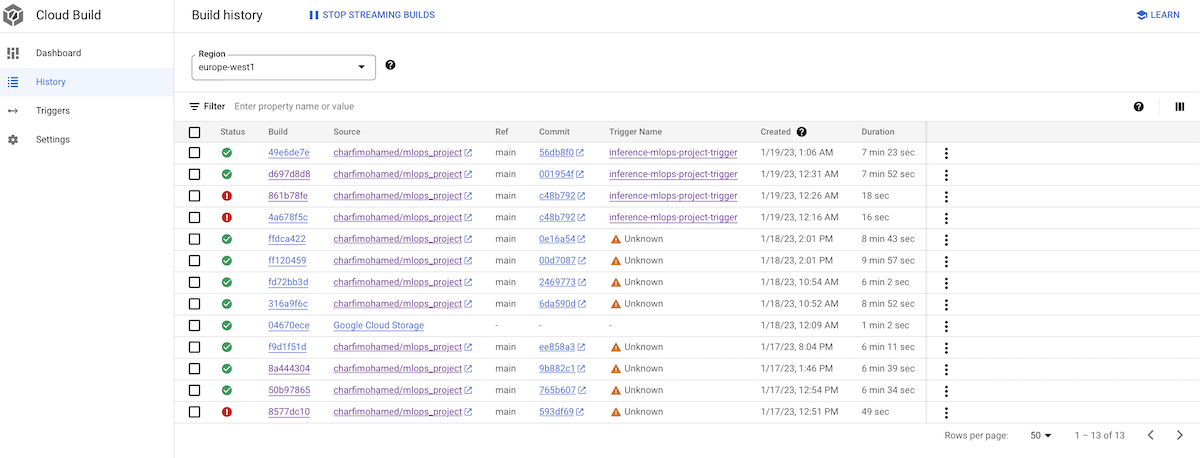 Cloud Build
Build history
STOP STREAMING BUILDS
LEARN
Dashboard
History
Triggers
Settings
Region
europe-west1
Filter Enter property name or value
Status Build Source Ref Commit Trigger Name Created Duration
49e6de7e charfimohamed/mlops_project main 56db8f0 inference-mlops-project-trigger 1/19/23, 1:06 AM 7 min 23 sec
d697d8d8 charfimohamed/mlops_project main 001954f inference-mlops-project-trigger 1/19/23, 12:31 AM 7 min 52 sec
861b78fe charfimohamed/mlops_project main c48b792 inference-mlops-project-trigger 1/19/23, 12:26 AM 18 sec
4a678f5c charfimohamed/mlops_project main c48b792 inference-mlops-project-trigger 1/19/23, 12:16 AM 16 sec
ffdca422 charfimohamed/mlops_project main 0e16a54 Unknown 1/18/23, 2:01 PM 8 min 43 sec
ff120459 charfimohamed/mlops_project main 00d7087 Unknown 1/18/23, 2:01 PM 9 min 57 sec
fd72bb3d charfimohamed/mlops_project main 2469773 Unknown 1/18/23, 10:54 AM 6 min 2 sec
316a9f6c charfimohamed/mlops_project main 6da590d Unknown 1/18/23, 10:52 AM 8 min 52 sec
04670ece Google Cloud Storage - - - 1/18/23, 12:09 AM 1 min 2 sec
f9d1f51d charfimohamed/mlops_project main ee858a3 Unknown 1/17/23, 8:04 PM 6 min 11 sec
8a444304 charfimohamed/mlops_project main 9b882c1 Unknown 1/17/23, 1:46 PM 6 min 39 sec
50b97865 charfimohamed/mlops_project main 765b607 Unknown 1/17/23, 12:54 PM 6 min 34 sec
8577dc10 charfimohamed/mlops_project main 593df69 Unknown 1/17/23, 12:51 PM 49 sec
Rows per page: 50 1 – 13 of 13